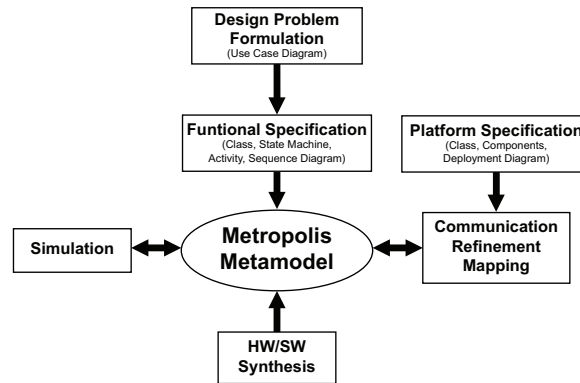 Design Problem
Formulation
(Use Case Diagram)
Funtional Specification
(Class, State Machine,
Activity, Sequence Diagram)
Platform Specification
(Class, Components,
Deployment Diagram)
Simulation
Metropolis
Metamodel
Communication
Refinement
Mapping
HW/SW
Synthesis